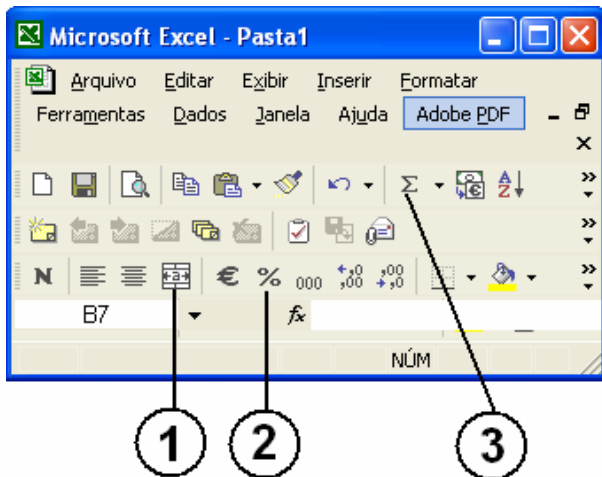 Microsoft Excel - Pasta1
Arquivo Editar Exibir Inserir Formatar
Ferramentas Dados Janela Ajuda Adobe PDF
Σ € A Z
N a € % 000 ,0 ,00 ,00 ,0
B7 fx
NÚM
1 2 3